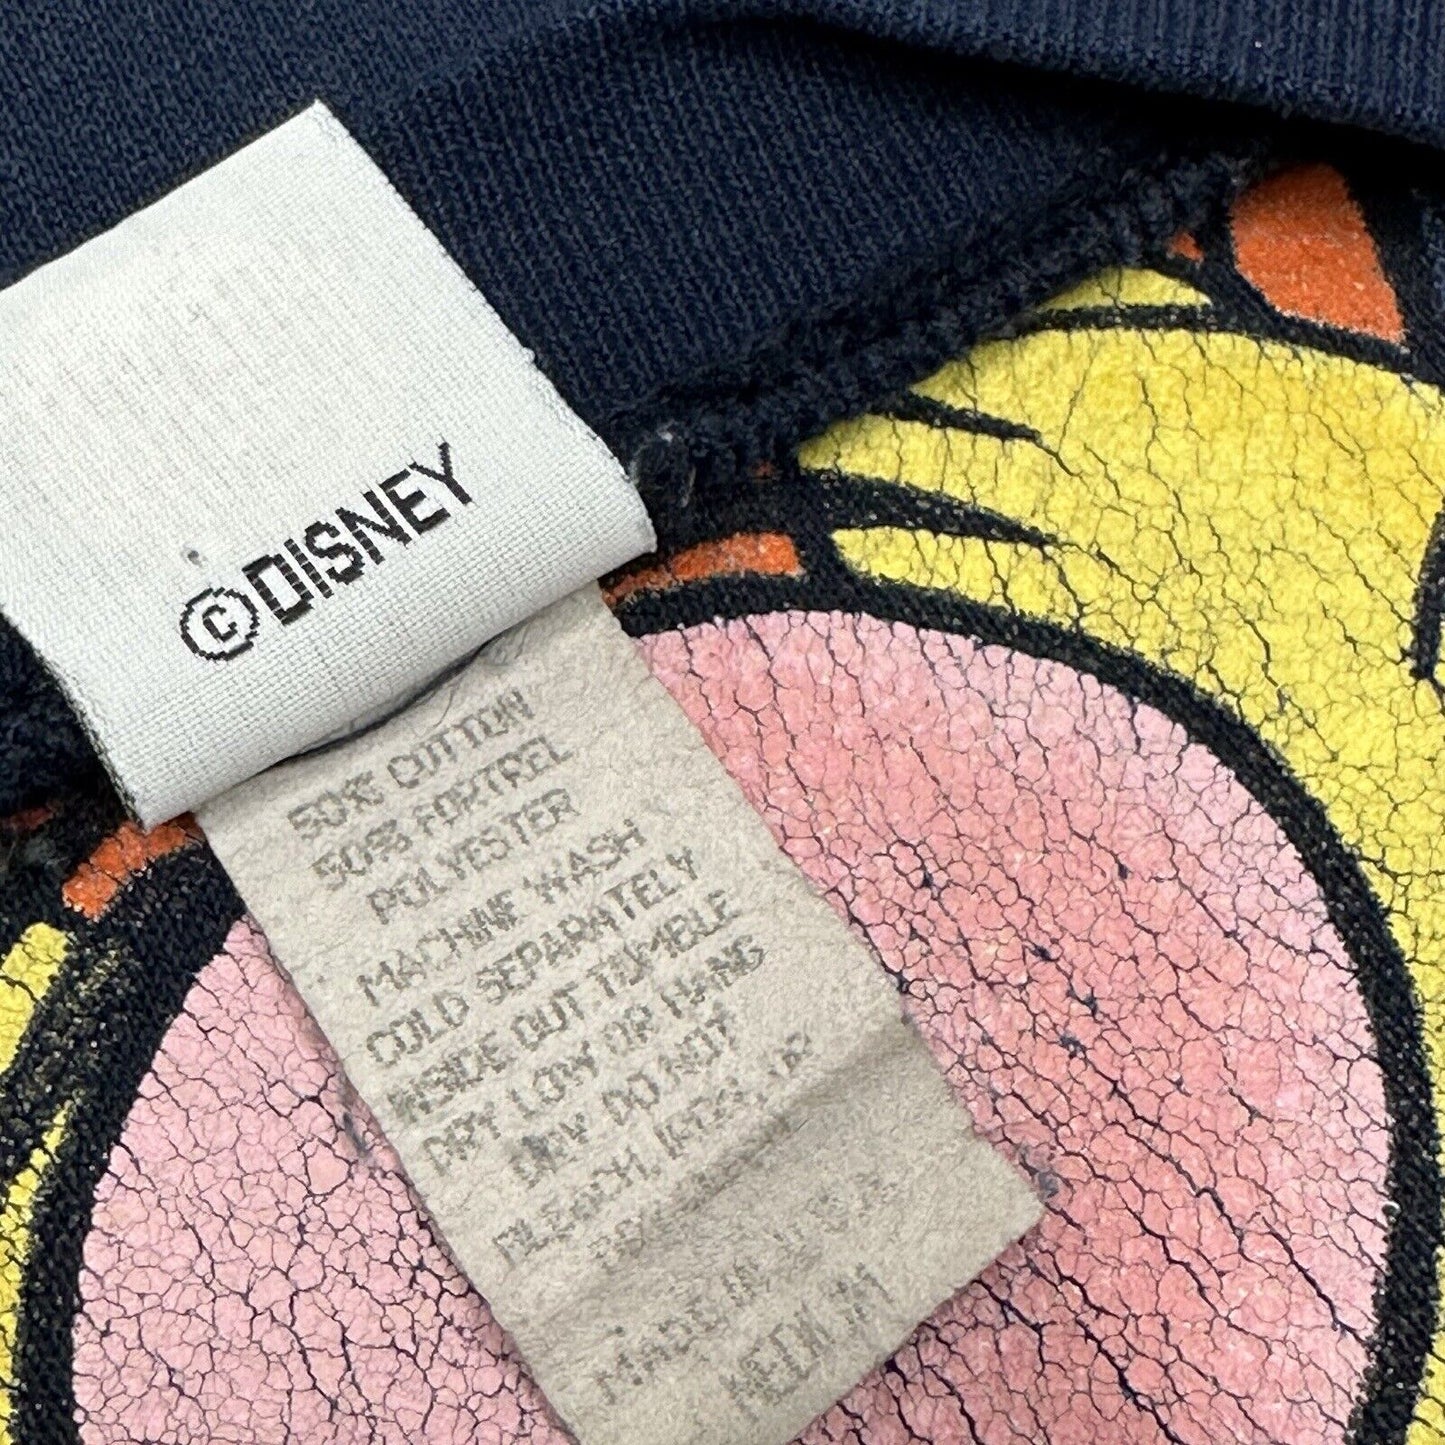 ©DISNEY
50% COTTON
50% FORTREL
POLYESTER
MACHINE WASH
COLD SEPARATELY
INSIDE OUT TUMBLE
DRY LOW OR HANG
DRY DO NOT
BLEACH,
MADE IN U.S.A.
MEDIUM